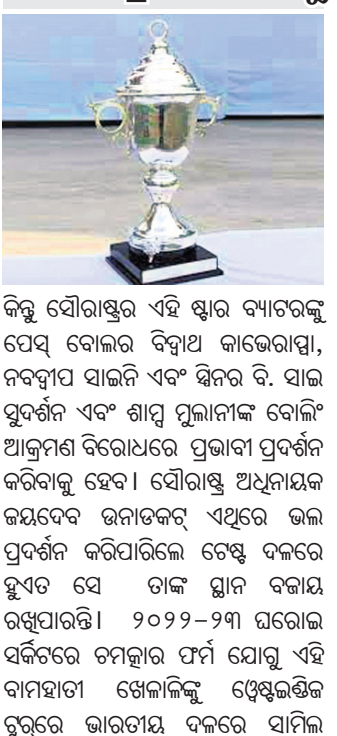 କିନ୍ତୁ ସୌରାଷ୍ଟ୍ରର ଏହି ଷ୍ଟାର ବ୍ୟାଟରଙ୍କୁ
ପେସ୍ ବୋଲର ବିଦ୍ୱାଥ କାଭେରାପ୍ପା,
ନବଦ୍ୱୀପ ସାଇନି ଏବଂ ସ୍ପିନର ବି. ସାଇ
ସୁଦର୍ଶନ ଏବଂ ଶାମ୍ସ ମୁଲାନୀଙ୍କ ବୋଲିଂ
ଆକ୍ରମଣ ବିରୋଧରେ ପ୍ରଭାବୀ ପ୍ରଦର୍ଶନ
କରିବାକୁ ହେବ। ସୌରାଷ୍ଟ୍ର ଅଧିନାୟକ
ଜୟଦେବ ଉନାଡକଟ୍ ଏଥିରେ ଭଲ
ପ୍ରଦର୍ଶନ କରିପାରିଲେ ଟେଷ୍ଟ ଦଳରେ
ହୁଏତ ସେ ତାଙ୍କ ସ୍ଥାନ ବଜାୟ
ରଖିପାରନ୍ତି। ୨୦୨୨-୨୩ ଘରୋଇ
ସର୍କିଟରେ ଚମତ୍କାର ଫର୍ମ ଯୋଗୁ ଏହି
ବାମହାତୀ ଖେଳାଳିଙ୍କୁ ୱେଷ୍ଟଇଣ୍ଡିଜ
ଟୁର୍‌ରେ ଭାରତୀୟ ଦଳରେ ସାମିଲ